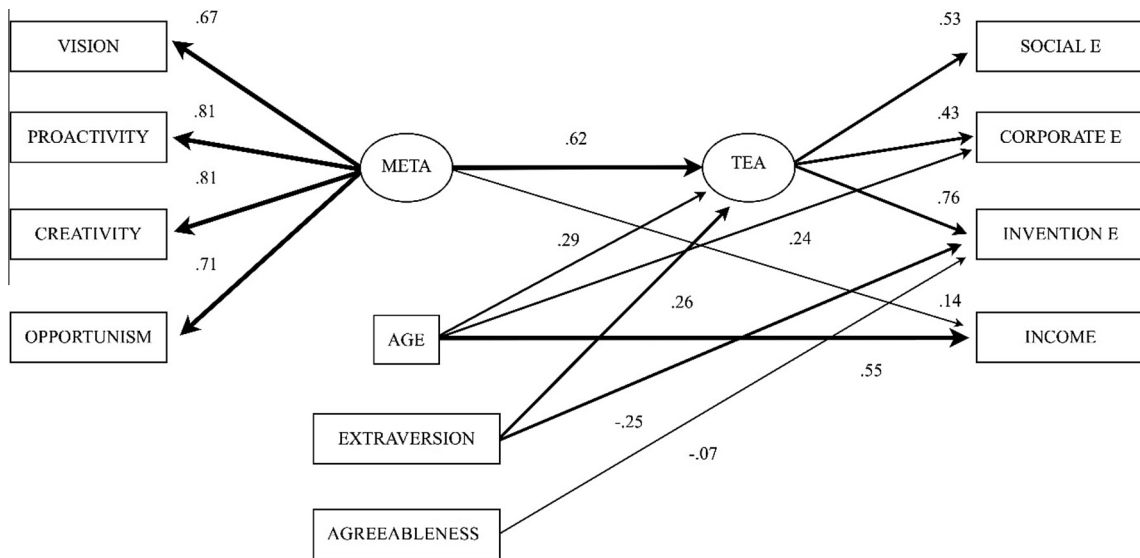 .67
.53
VISION
SOCIAL E
.81
.43
PROACTIVITY
CORPORATE E
.62
META
TEA
.81
.76
CREATIVITY
INVENTION E
.29
.24
.71
.26
.14
OPPORTUNISM
AGE
INCOME
.55
-.25
EXTRAVERSION
-.07
AGREEABLENESS